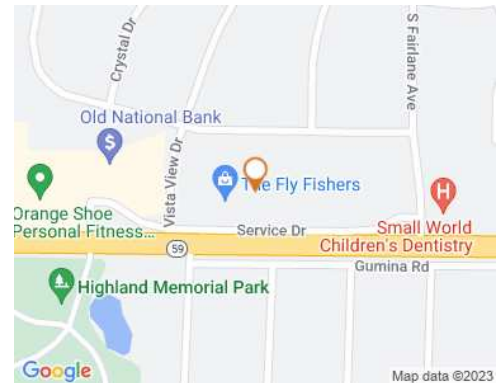 Crystal Dr
S Fairlane Ave
Old National Bank
$
Vista View Dr
The Fly Fishers
H
Orange Shoe
Personal Fitness...
Service Dr
Small World
Children's Dentistry
59
Gumina Rd
Highland Memorial Park
Google
Map data ©2023